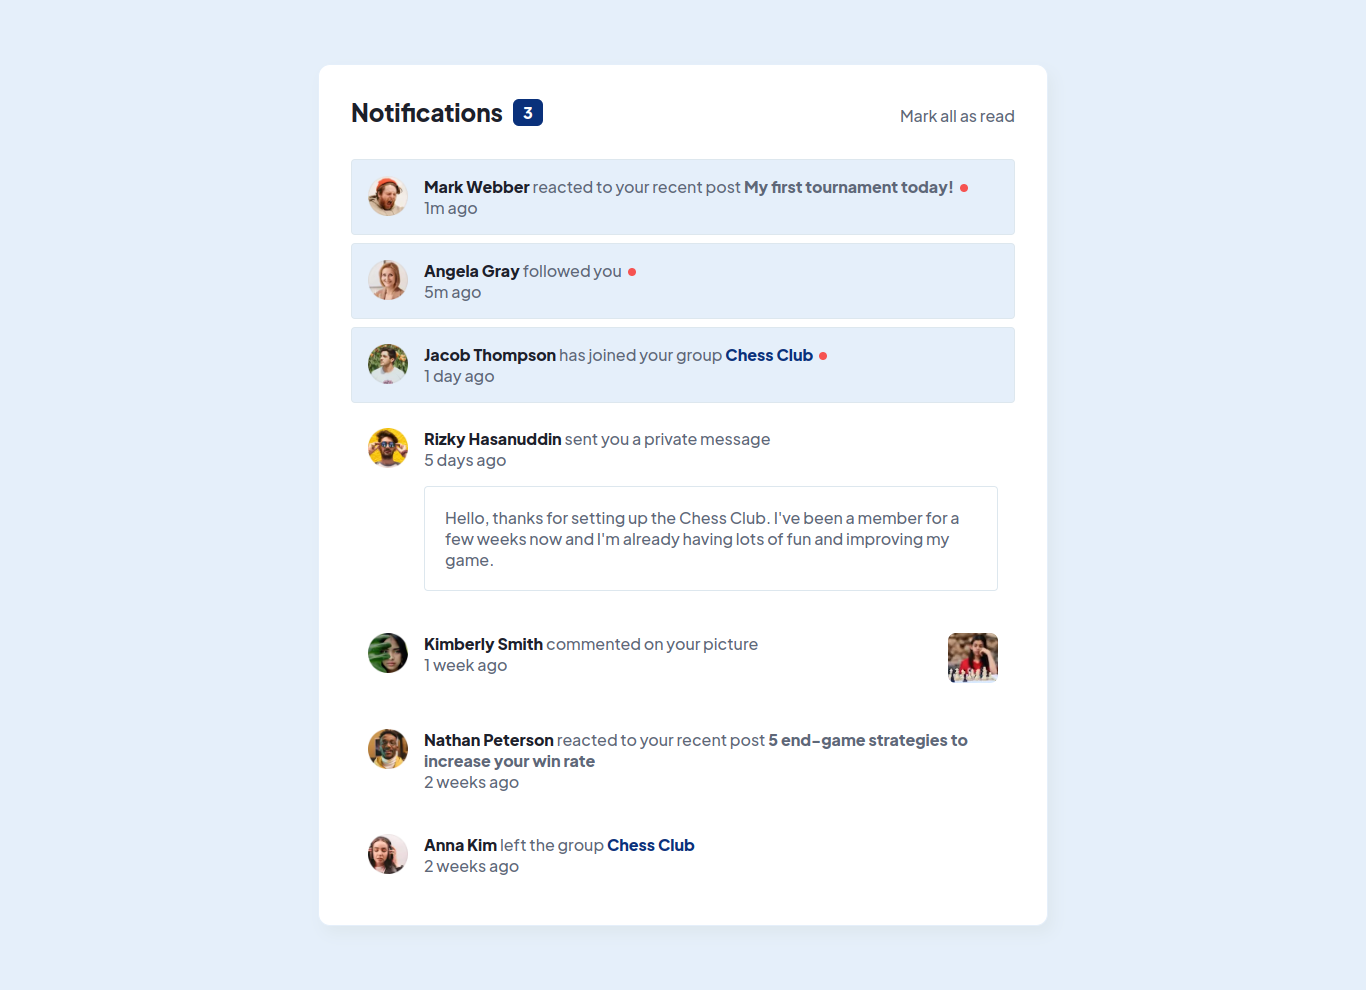 Notifications 3
Mark all as read
Mark Webber reacted to your recent post My first tournament today!
1m ago
Angela Gray followed you
5m ago
Jacob Thompson has joined your group Chess Club
1 day ago
Rizky Hasanuddin sent you a private message
5 days ago
Hello, thanks for setting up the Chess Club. I've been a member for a
few weeks now and I'm already having lots of fun and improving my
game.
Kimberly Smith commented on your picture
1 week ago
Nathan Peterson reacted to your recent post 5 end-game strategies to
increase your win rate
2 weeks ago
Anna Kim left the group Chess Club
2 weeks ago